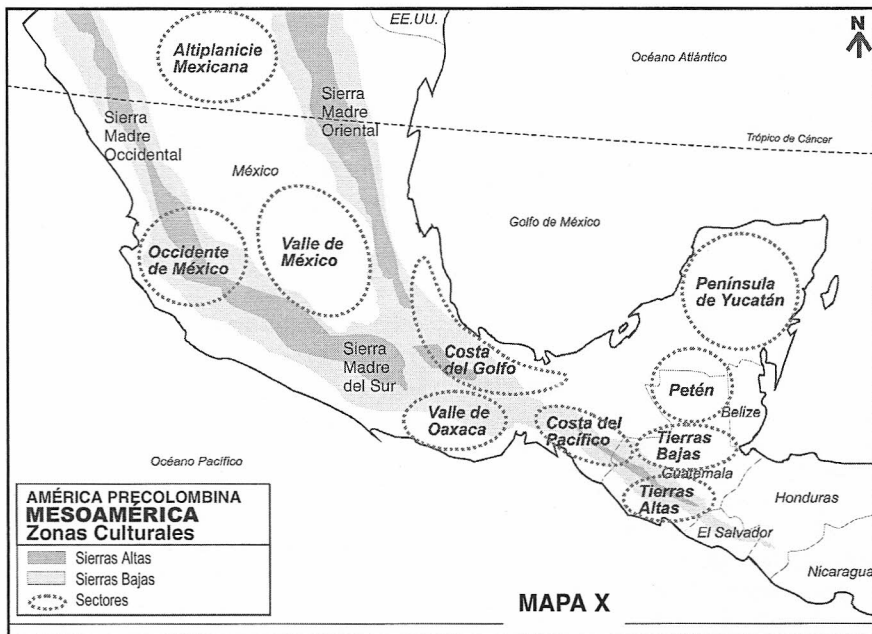 EE.UU.
N
Altiplanicie
Mexicana
Océano Atlántico
Sierra
Madre
Oriental
Sierra
Madre
Occidental
Trópico de Cáncer
México
Golfo de México
Occidente
de México
Valle de
México
Península
de Yucatán
Sierra
Madre
del Sur
Costa
del Golfo
Petén
Belize
Valle de
Oaxaca
Costa del
Pacífico
Tierras
Bajas
Guatemala
Océano Pacífico
Tierras
Altas
Honduras
El Salvador
Nicaragua
AMÉRICA PRECOLOMBINA
MESOAMÉRICA
Zonas Culturales
Sierras Altas
Sierras Bajas
Sectores
MAPA X